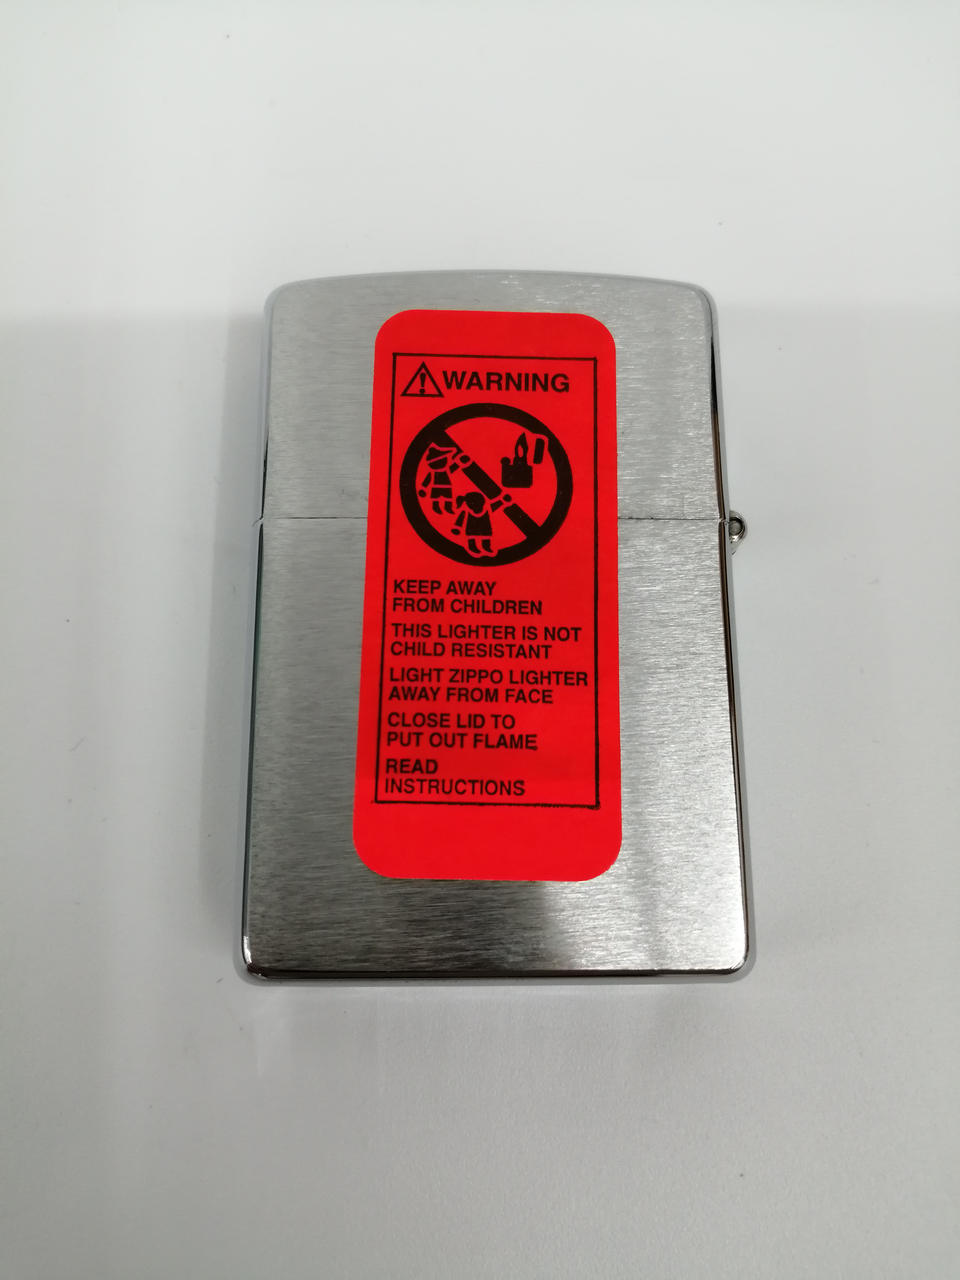 WARNING
KEEP AWAY
FROM CHILDREN
THIS LIGHTER IS NOT
CHILD RESISTANT
LIGHT ZIPPO LIGHTER
AWAY FROM FACE
CLOSE LID TO
PUT OUT FLAME
READ
INSTRUCTIONS